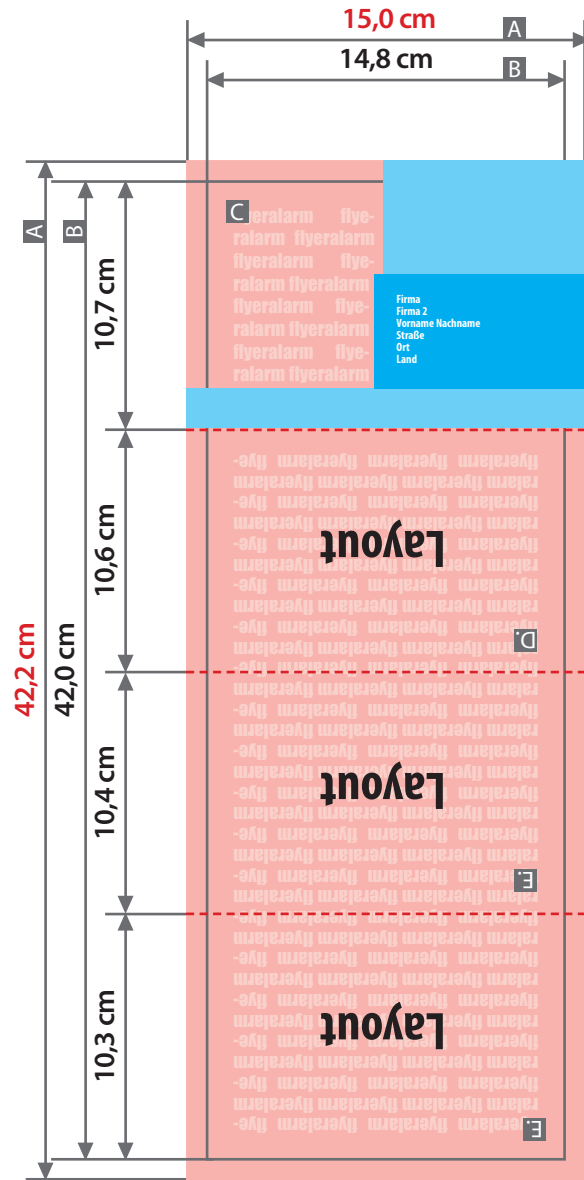 15,0 cm
A
14,8 cm
B
A
B
C
yeralarm flye-
ralarm flyeralarm
flyeralarm flye-
ralarm flyeralarm
flyeralarm flye-
ralarm flyeralarm
flyeralarm flye-
ralarm flyeralarm
Firma
Firma 2
Vorname Nachname
Straße
Ort
Land
10,7 cm
10,6 cm
42,2 cm
42,0 cm
10,4 cm
10,3 cm
Layout
D.
Layout
E.
Layout
E.